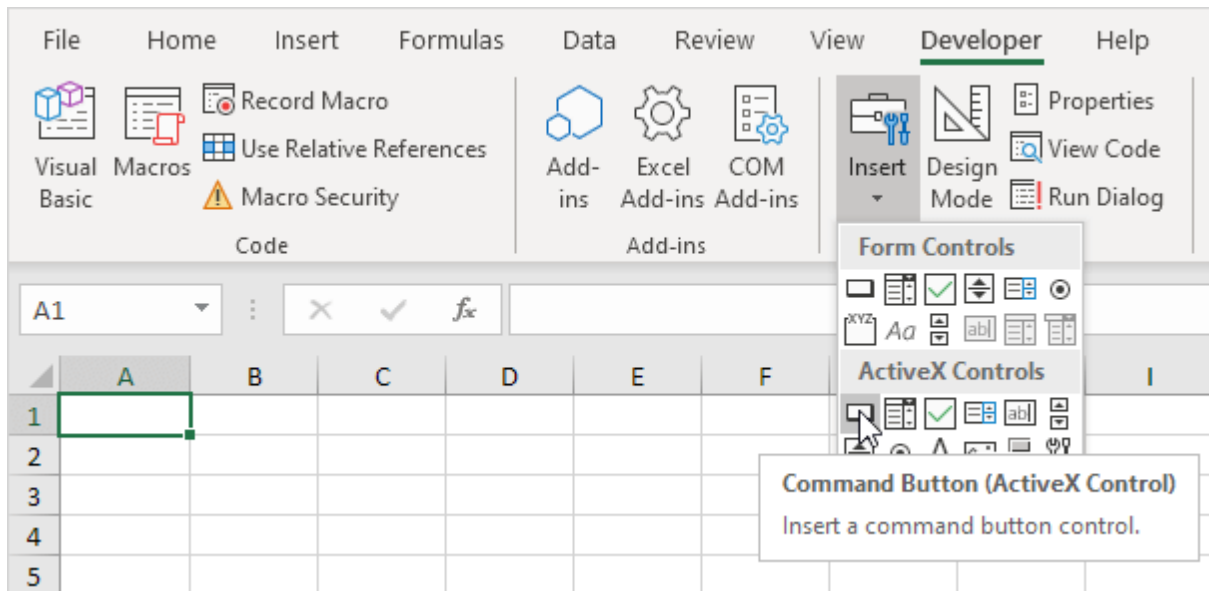 File Home Insert Formulas Data Review View Developer Help
Visual Basic
Macros
Record Macro
Use Relative References
Macro Security
Code
Add-ins
Excel Add-ins
COM Add-ins
Add-ins
Insert
Design Mode
Properties
View Code
Run Dialog
Form Controls
XYZ Aa ab
ActiveX Controls
ab
A
A1 fx
A B C D E F I
1
2
3
4
5
Command Button (ActiveX Control)
Insert a command button control.